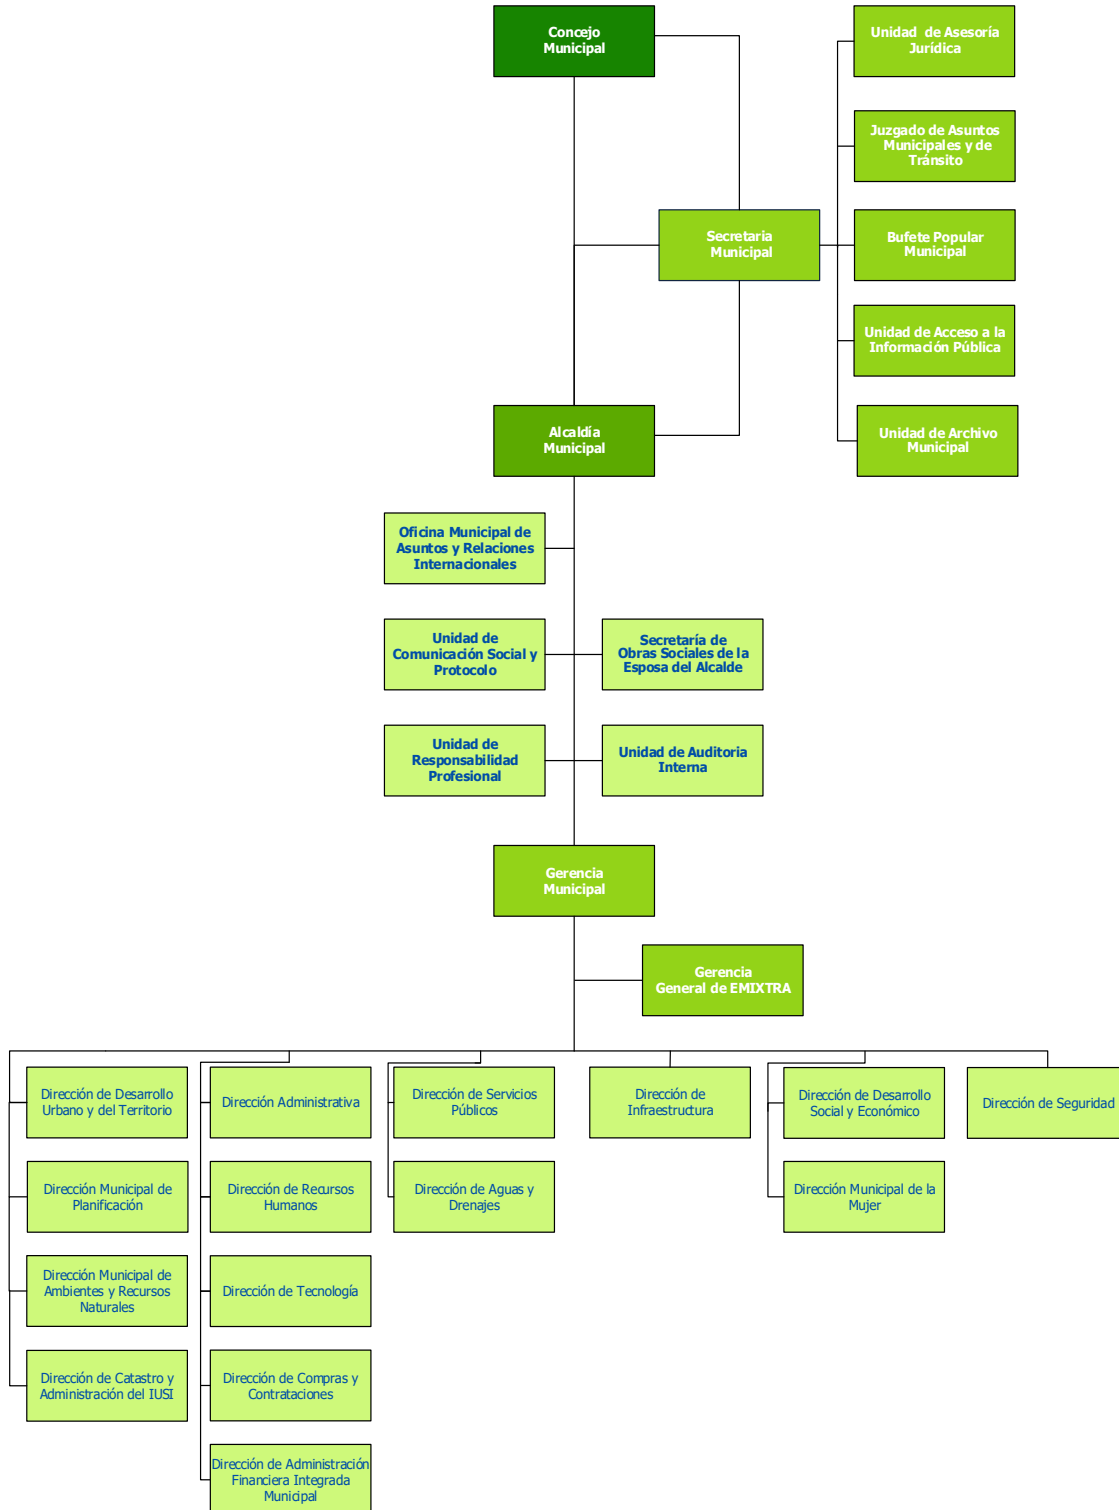 Concejo
Municipal
Unidad de Asesoría
Jurídica
Juzgado de Asuntos
Municipales y de
Tránsito
Secretaria
Municipal
Bufete Popular
Municipal
Unidad de Acceso a la
Información Pública
Alcaldía
Municipal
Unidad de Archivo
Municipal
Oficina Municipal de
Asuntos y Relaciones
Internacionales
Unidad de
Comunicación Social y
Protocolo
Secretaría de
Obras Sociales de la
Esposa del Alcalde
Unidad de
Responsabilidad
Profesional
Unidad de Auditoria
Interna
Gerencia
Municipal
Gerencia
General de EMIXTRA
Dirección de Desarrollo
Urbano y del Territorio
Dirección Administrativa
Dirección de Servicios
Públicos
Dirección de
Infraestructura
Dirección de Desarrollo
Social y Económico
Dirección de Seguridad
Dirección Municipal de
Planificación
Dirección de Recursos
Humanos
Dirección de Aguas y
Drenajes
Dirección Municipal de la
Mujer
Dirección Municipal de
Ambientes y Recursos
Naturales
Dirección de Tecnología
Dirección de Catastro y
Administración del IUSI
Dirección de Compras y
Contrataciones
Dirección de Administración
Financiera Integrada
Municipal